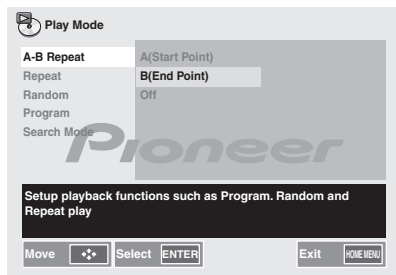 Play Mode
A-B Repeat
A(Start Point)
Repeat
B(End Point)
Random
Off
Program
Search Mode
Pioneer
Setup playback functions such as Program. Random and
Repeat play
Move Select ENTER Exit HOME MENU